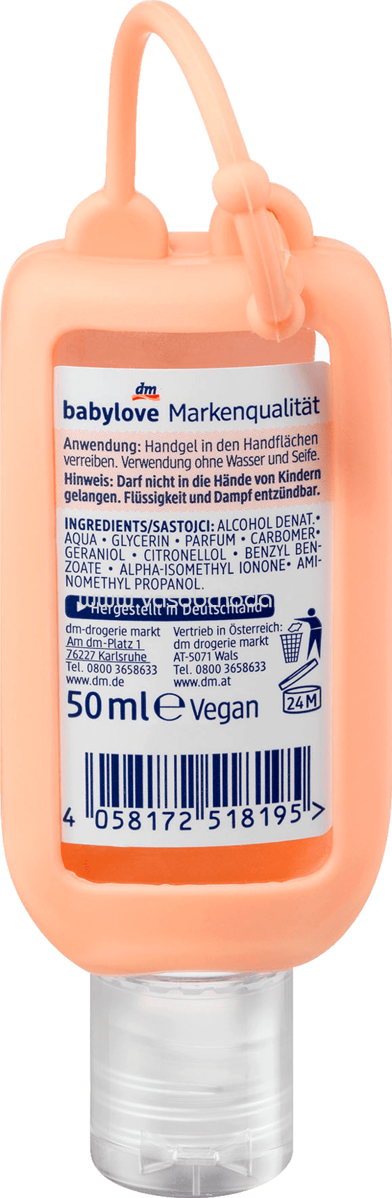 dm
babylove Markenqualität
Anwendung: Handgel in den Handflächen
verreiben. Verwendung ohne Wasser und Seife.
Hinweis: Darf nicht in die Hände von Kindern
gelangen. Flüssigkeit und Dampf entzündbar.
INGREDIENTS/SASTOJCI: ALCOHOL DENAT.•
AQUA • GLYCERIN • PARFUM • CARBOMER•
GERANIOL • CITRONELLOL • BENZYL BEN-
ZOATE • ALPHA-ISOMETHYL IONONE• AMI-
NOMETHYL PROPANOL.
Hergestellt in Deutschland
dm-drogerie markt
Am dm-Platz 1
76227 Karlsruhe
Tel. 0800 3658633
www.dm.de
Vertrieb in Österreich:
dm drogerie markt
AT-5071 Wals
Tel. 0800 3658633
www.dm.at
50 ml ℮ Vegan
24 M
4 058172 518195 >